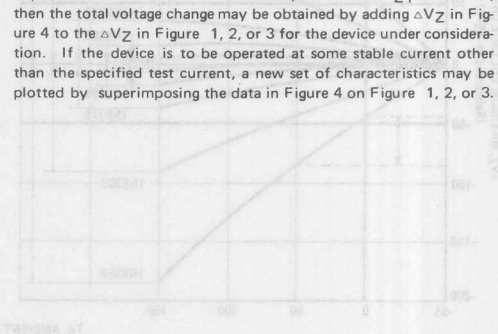 then the total voltage change may be obtained by adding △VZ in Fig-
ure 4 to the △VZ in Figure 1, 2, or 3 for the device under considera-
tion. If the device is to be operated at some stable current other
than the specified test current, a new set of characteristics may be
plotted by superimposing the data in Figure 4 on Figure 1, 2, or 3.